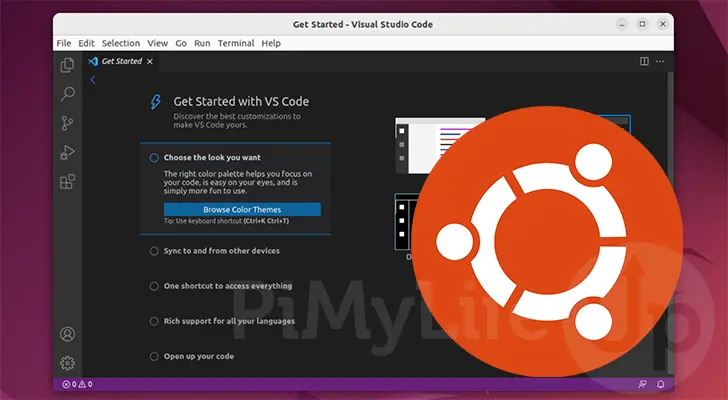 Get Started - Visual Studio Code
File Edit Selection View Go Run Terminal Help
Get Started
Get Started with VS Code
Discover the best customizations to
make VS Code yours.
Choose the look you want
The right color palette helps you focus on
your code, is easy on your eyes, and is
simply more fun to use.
Browse Color Themes
Tip: Use keyboard shortcut (Ctrl+K Ctrl+T)
Sync to and from other devices
One shortcut to access everything
Rich support for all your languages
Open up your code
PiMyLife
Up
0 0